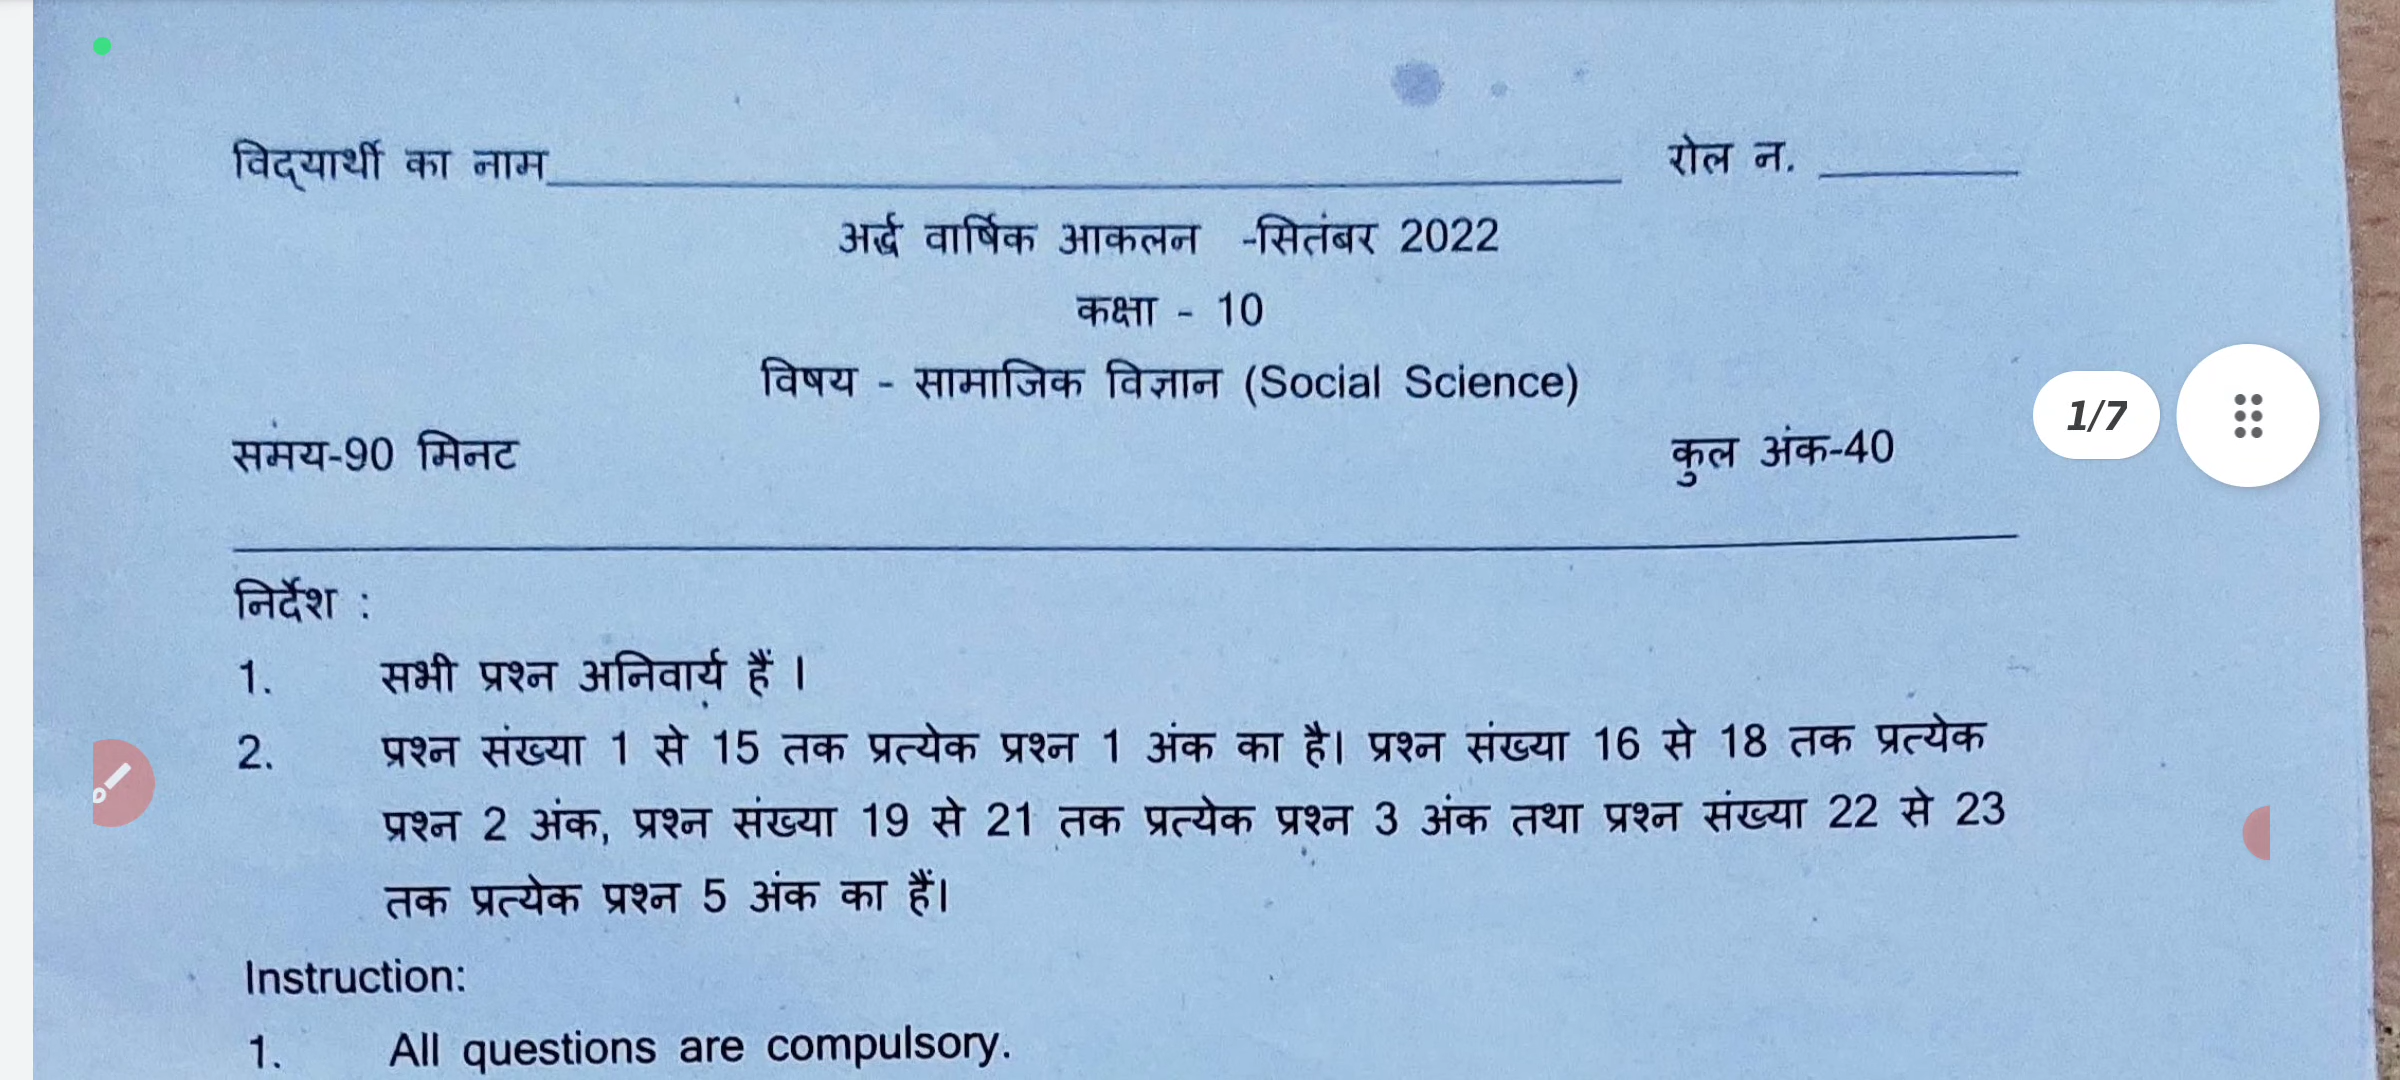 विद्यार्थी का नाम____________ रोल न. ______
अर्द्ध वार्षिक आकलन -सितंबर 2022
कक्षा - 10
विषय - सामाजिक विज्ञान (Social Science)
1/7
समय-90 मिनट कुल अंक-40
निर्देश :
1. सभी प्रश्न अनिवार्य हैं ।
2. प्रश्न संख्या 1 से 15 तक प्रत्येक प्रश्न 1 अंक का है। प्रश्न संख्या 16 से 18 तक प्रत्येक
प्रश्न 2 अंक, प्रश्न संख्या 19 से 21 तक प्रत्येक प्रश्न 3 अंक तथा प्रश्न संख्या 22 से 23
तक प्रत्येक प्रश्न 5 अंक का हैं।
Instruction:
1. All questions are compulsory.